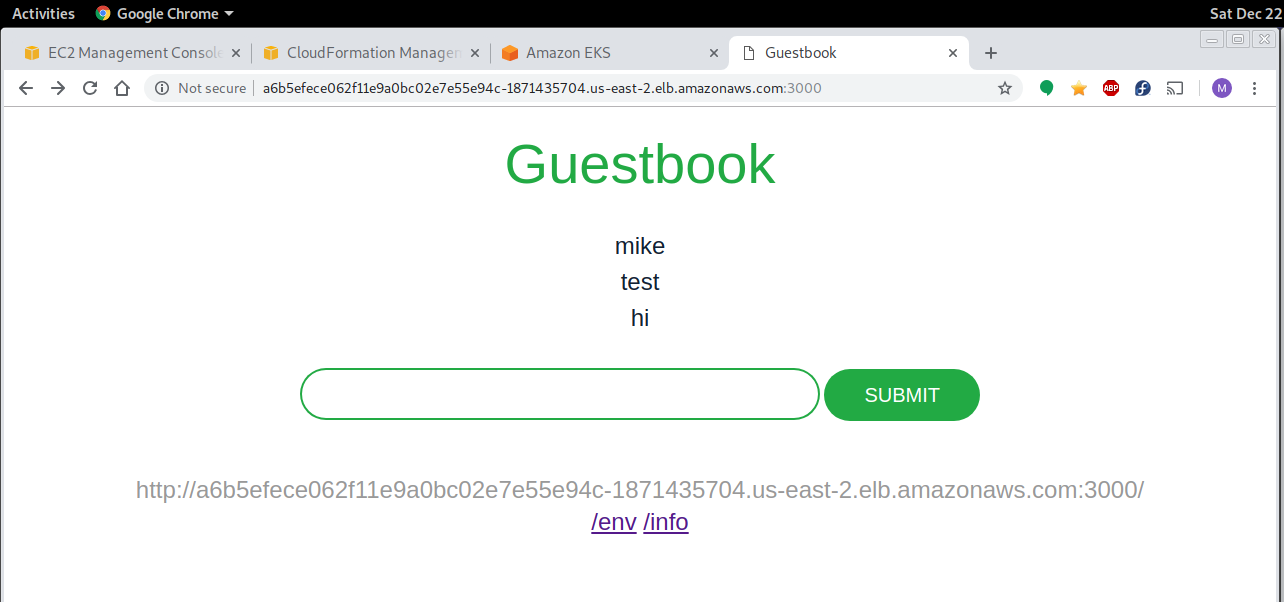 Activities Google Chrome Sat Dec 22
EC2 Management Console CloudFormation Managem Amazon EKS Guestbook
Not secure a6b5efece062f11e9a0bc02e7e55e94c-1871435704.us-east-2.elb.amazonaws.com:3000 ABP M
Guestbook
mike
test
hi
SUBMIT
http://a6b5efece062f11e9a0bc02e7e55e94c-1871435704.us-east-2.elb.amazonaws.com:3000/
/env /info